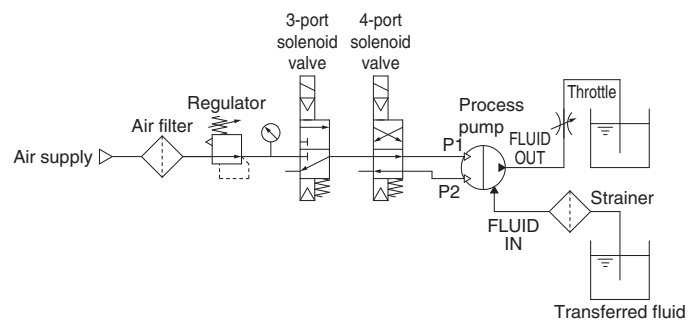 3-port
solenoid
valve
4-port
solenoid
valve
Regulator
Air filter
Air supply
Process
pump
P1
P2
FLUID
OUT
Throttle
FLUID
IN
Strainer
Transferred fluid